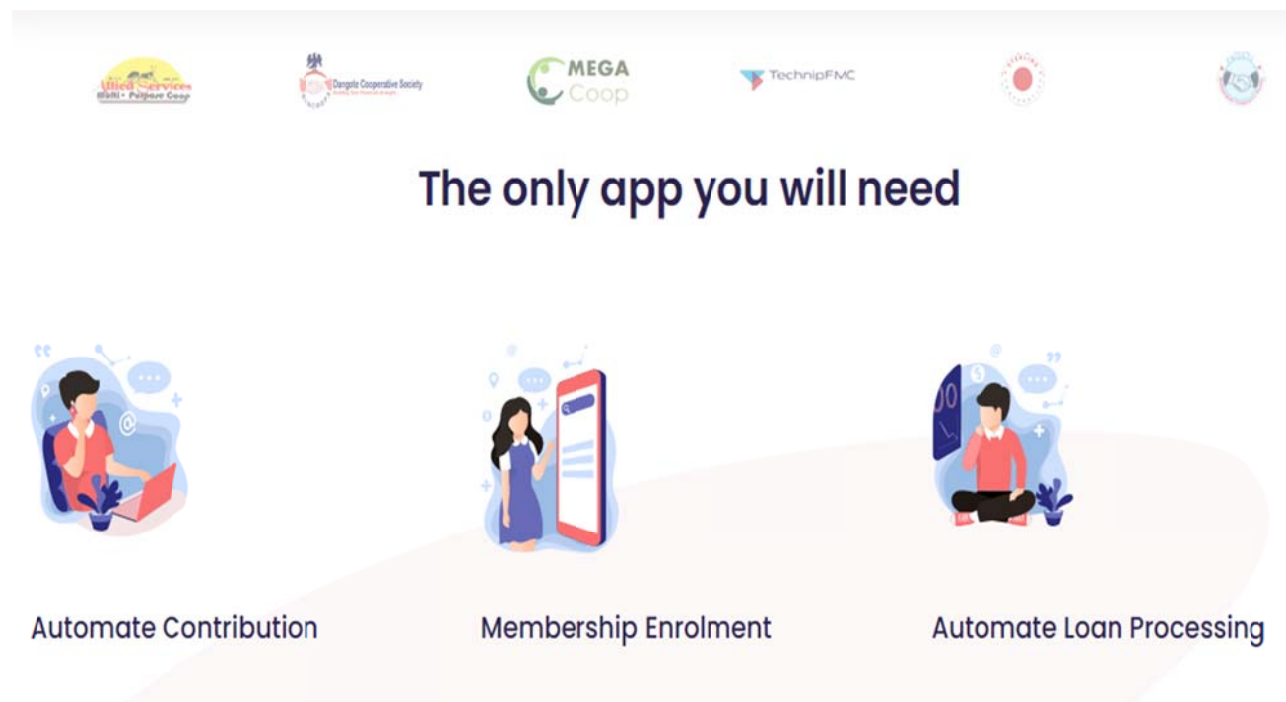 Allied Services
Multi - Purpose Coop
Dangote Cooperative Society
MEGA
Coop
TechnipFMC
STERLING
The only app you will need
Automate Contribution
Membership Enrolment
Automate Loan Processing